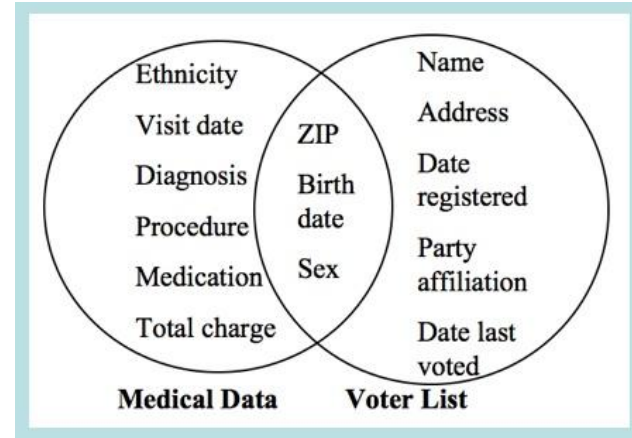 Ethnicity
Visit date
Diagnosis
Procedure
Medication
Total charge
ZIP
Birth
date
Sex
Name
Address
Date
registered
Party
affiliation
Date last
voted
Medical Data
Voter List